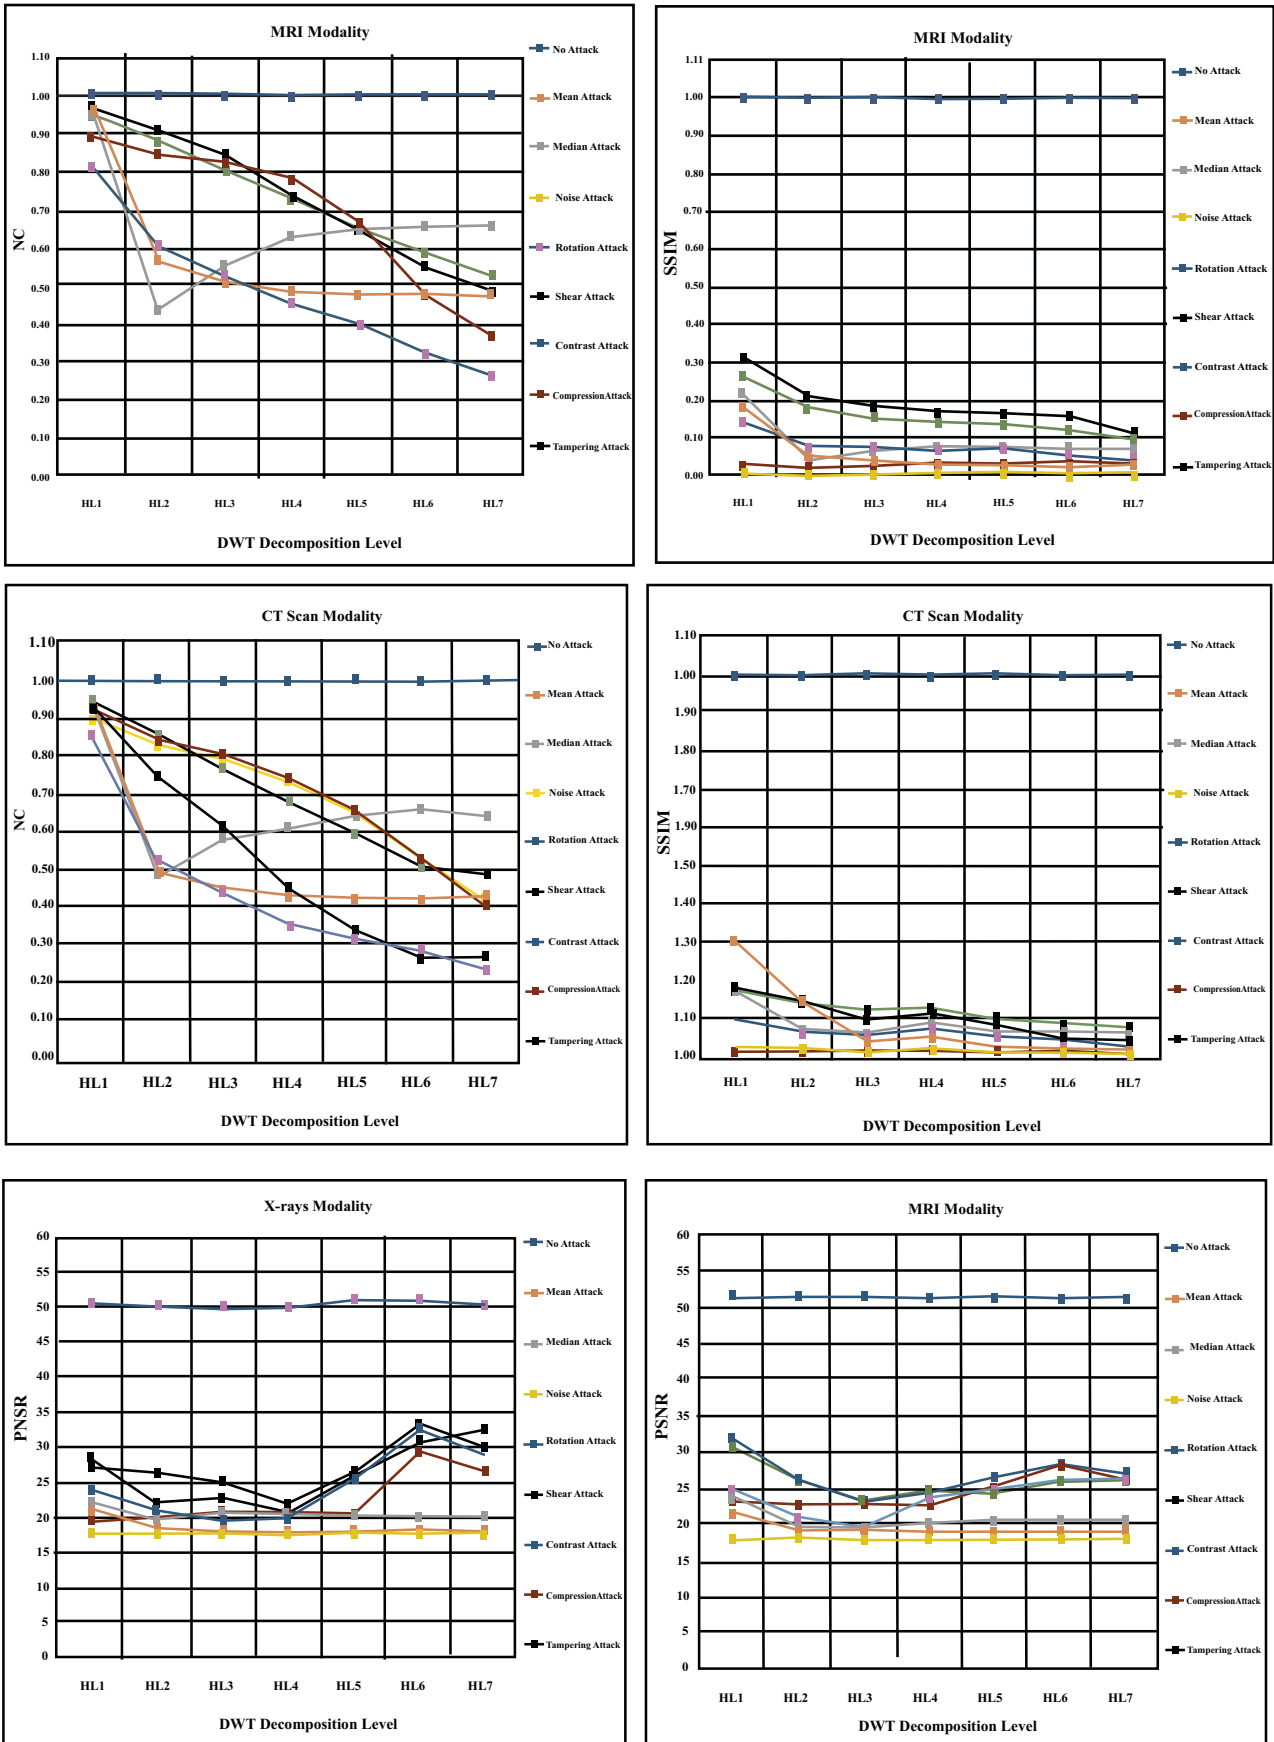 MRI Modality
1.10
1.00
0.90
0.80
0.70
0.60
0.50
0.40
0.30
0.20
0.10
0.00
NC
HL1 HL2 HL3 HL4 HL5 HL6 HL7
DWT Decomposition Level
No Attack
Mean Attack
Median Attack
Noise Attack
Rotation Attack
Shear Attack
Contrast Attack
CompressionAttack
Tampering Attack
MRI Modality
1.11
1.00
0.90
0.80
0.70
0.60
0.50
0.40
0.30
0.20
0.10
0.00
SSIM
HL1 HL2 HL3 HL4 HL5 HL6 HL7
DWT Decomposition Level
No Attack
Mean Attack
Median Attack
Noise Attack
Rotation Attack
Shear Attack
Contrast Attack
CompressionAttack
Tampering Attack
CT Scan Modality
1.10
1.00
0.90
0.80
0.70
0.60
0.50
0.40
0.30
0.20
0.10
0.00
NC
HL1 HL2 HL3 HL4 HL5 HL6 HL7
DWT Decomposition Level
No Attack
Mean Attack
Median Attack
Noise Attack
Rotation Attack
Shear Attack
Contrast Attack
CompressionAttack
Tampering Attack
CT Scan Modality
1.10
1.00
1.90
1.80
1.70
1.90
1.50
1.40
1.30
1.20
1.10
1.00
SSIM
HL1 HL2 HL3 HL4 HL5 HL6 HL7
DWT Decomposition Level
No Attack
Mean Attack
Median Attack
Noise Attack
Rotation Attack
Shear Attack
Contrast Attack
CompressionAttack
Tampering Attack
X-rays Modality
60
55
50
45
40
35
30
25
20
15
10
5
0
PNSR
HL1 HL2 HL3 HL4 HL5 HL6 HL7
DWT Decomposition Level
No Attack
Mean Attack
Median Attack
Noise Attack
Rotation Attack
Shear Attack
Contrast Attack
CompressionAttack
Tampering Attack
MRI Modality
60
55
50
45
40
35
30
25
20
15
10
5
0
PSNR
HL1 HL2 HL3 HL4 HL5 HL6 HL7
DWT Decomposition Level
No Attack
Mean Attack
Median Attack
Noise Attack
Rotation Attack
Shear Attack
Contrast Attack
CompressionAttack
Tampering Attack